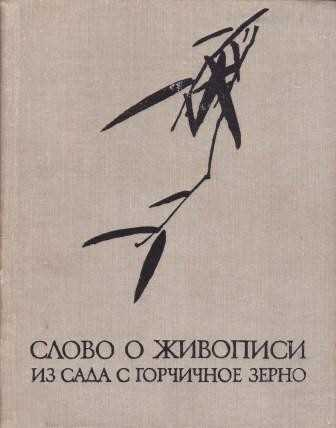 СЛОВО О ЖИВОПИСИ
ИЗ САДА С ГОРЧИЧНОЕ ЗЕРНО